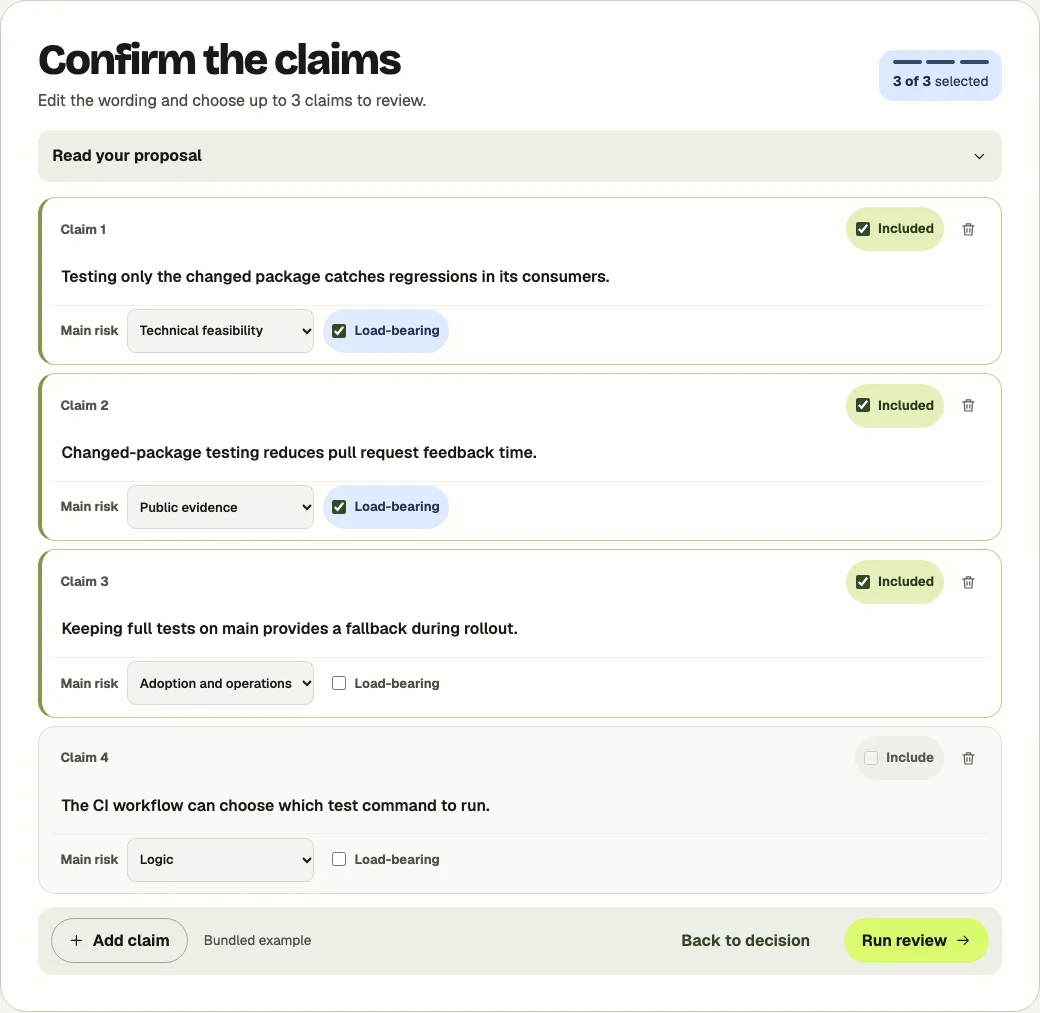 Confirm the claims
Edit the wording and choose up to 3 claims to review.
3 of 3 selected
Read your proposal
Claim 1
Included
Testing only the changed package catches regressions in its consumers.
Main risk Technical feasibility Load-bearing
Claim 2
Included
Changed-package testing reduces pull request feedback time.
Main risk Public evidence Load-bearing
Claim 3
Included
Keeping full tests on main provides a fallback during rollout.
Main risk Adoption and operations Load-bearing
Claim 4
Include
The CI workflow can choose which test command to run.
Main risk Logic Load-bearing
+ Add claim Bundled example Back to decision Run review →